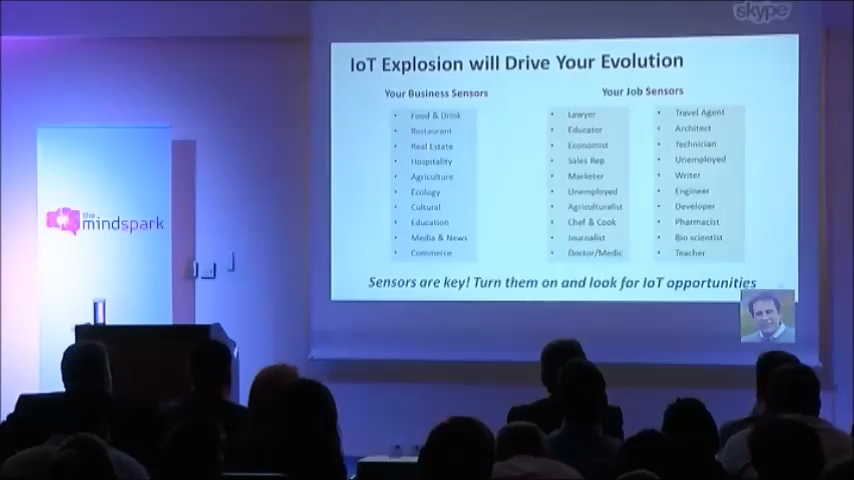 skype
IoT Explosion will Drive Your Evolution
Your Business Sensors
• Food & Drink
• Restaurant
• Real Estate
• Hospitality
• Agriculture
• Ecology
• Cultural
• Education
• Media & News
• Commerce
Your Job Sensors
• Lawyer
• Educator
• Economist
• Sales Rep
• Marketer
• Unemployed
• Agriculturalist
• Chef & Cook
• Journalist
• Doctor/Medic
• Travel Agent
• Architect
• Technician
• Unemployed
• Writer
• Engineer
• Developer
• Pharmacist
• Bio scientist
• Teacher
Sensors are key! Turn them on and look for IoT opportunities
the
mindspark